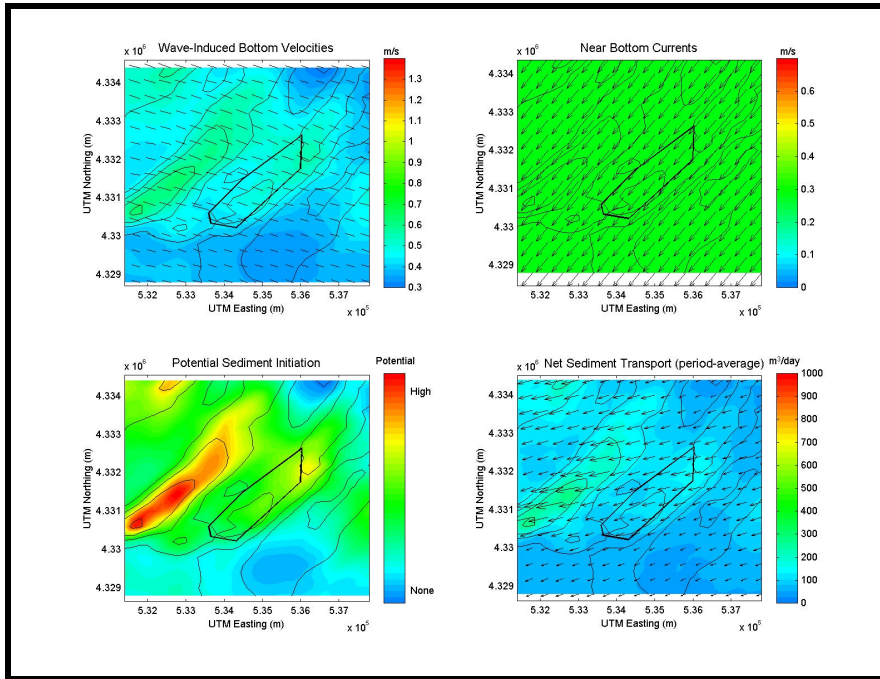 Wave-Induced Bottom Velocities
x 10⁶
m/s
4.334
4.333
4.332
4.331
4.33
4.329
UTM Northing (m)
5.32 5.33 5.34 5.35 5.36 5.37
UTM Easting (m)
x 10⁵
1.3
1.2
1.1
1
0.9
0.8
0.7
0.6
0.5
0.4
0.3
Near Bottom Currents
x 10⁶
m/s
4.334
4.333
4.332
4.331
4.33
4.329
UTM Northing (m)
5.32 5.33 5.34 5.35 5.36 5.37
UTM Easting (m)
x 10⁵
0.6
0.5
0.4
0.3
0.2
0.1
0
Potential Sediment Initiation
x 10⁶
Potential
4.334
4.333
4.332
4.331
4.33
4.329
UTM Northing (m)
5.32 5.33 5.34 5.35 5.36 5.37
UTM Easting (m)
x 10⁵
High
None
Net Sediment Transport (period-average)
x 10⁶
m³/day
4.334
4.333
4.332
4.331
4.33
4.329
UTM Northing (m)
5.32 5.33 5.34 5.35 5.36 5.37
UTM Easting (m)
x 10⁵
1000
900
800
700
600
500
400
300
200
100
0